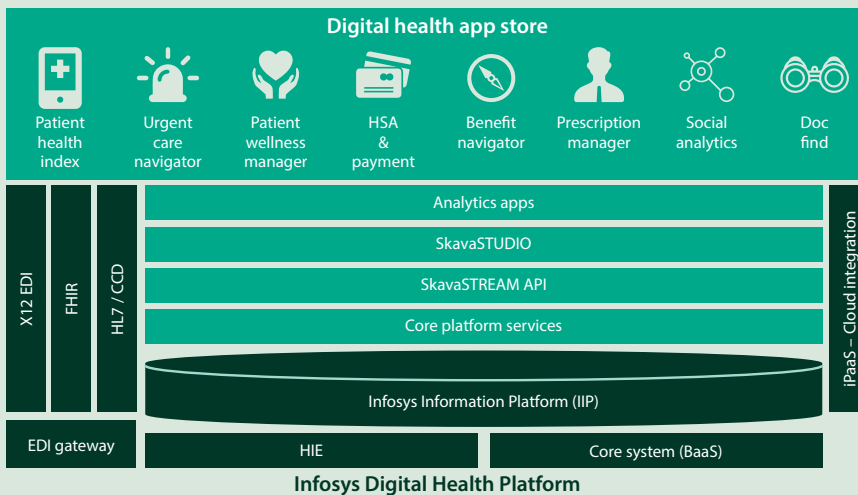 Digital health app store
Patient
health
index
Urgent
care
navigator
Patient
wellness
manager
HSA
&
payment
Benefit
navigator
Prescription
manager
Social
analytics
Doc
find
X12 EDI
FHIR
HL7 / CCD
Analytics apps
SkavaSTUDIO
SkavaSTREAM API
Core platform services
Infosys Information Platform (IIP)
iPaaS – Cloud integration
EDI gateway
HIE
Core system (BaaS)
Infosys Digital Health Platform